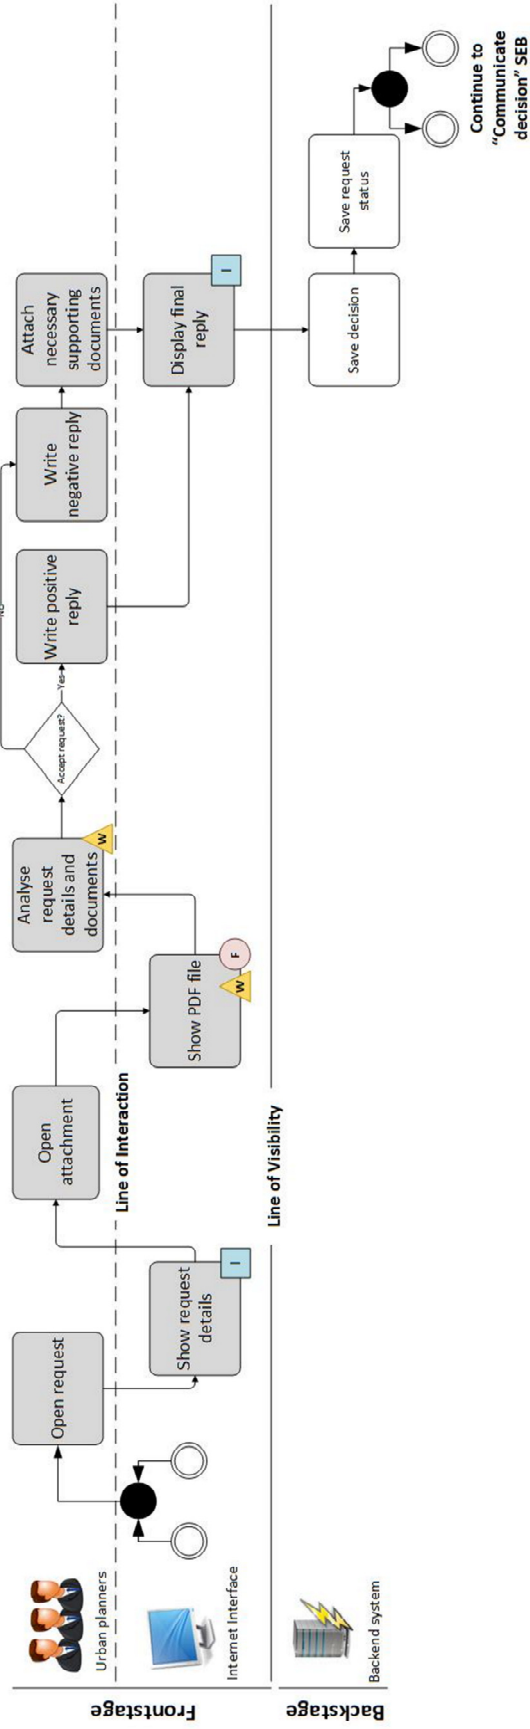 Frontstage
Backstage
Urban planners
Internet Interface
Backend system
Open request
Show request
details
I
Line of Interaction
Line of Visibility
Open
attachment
Show PDF file
W
F
Analyse
request
details and
documents
W
Accept request?
Yes
No
Write positive
reply
Write
negative reply
Attach
necessary
supporting
documents
Display final
reply
I
Save decision
Save request
status
Continue to
"Communicate
decision" SEB